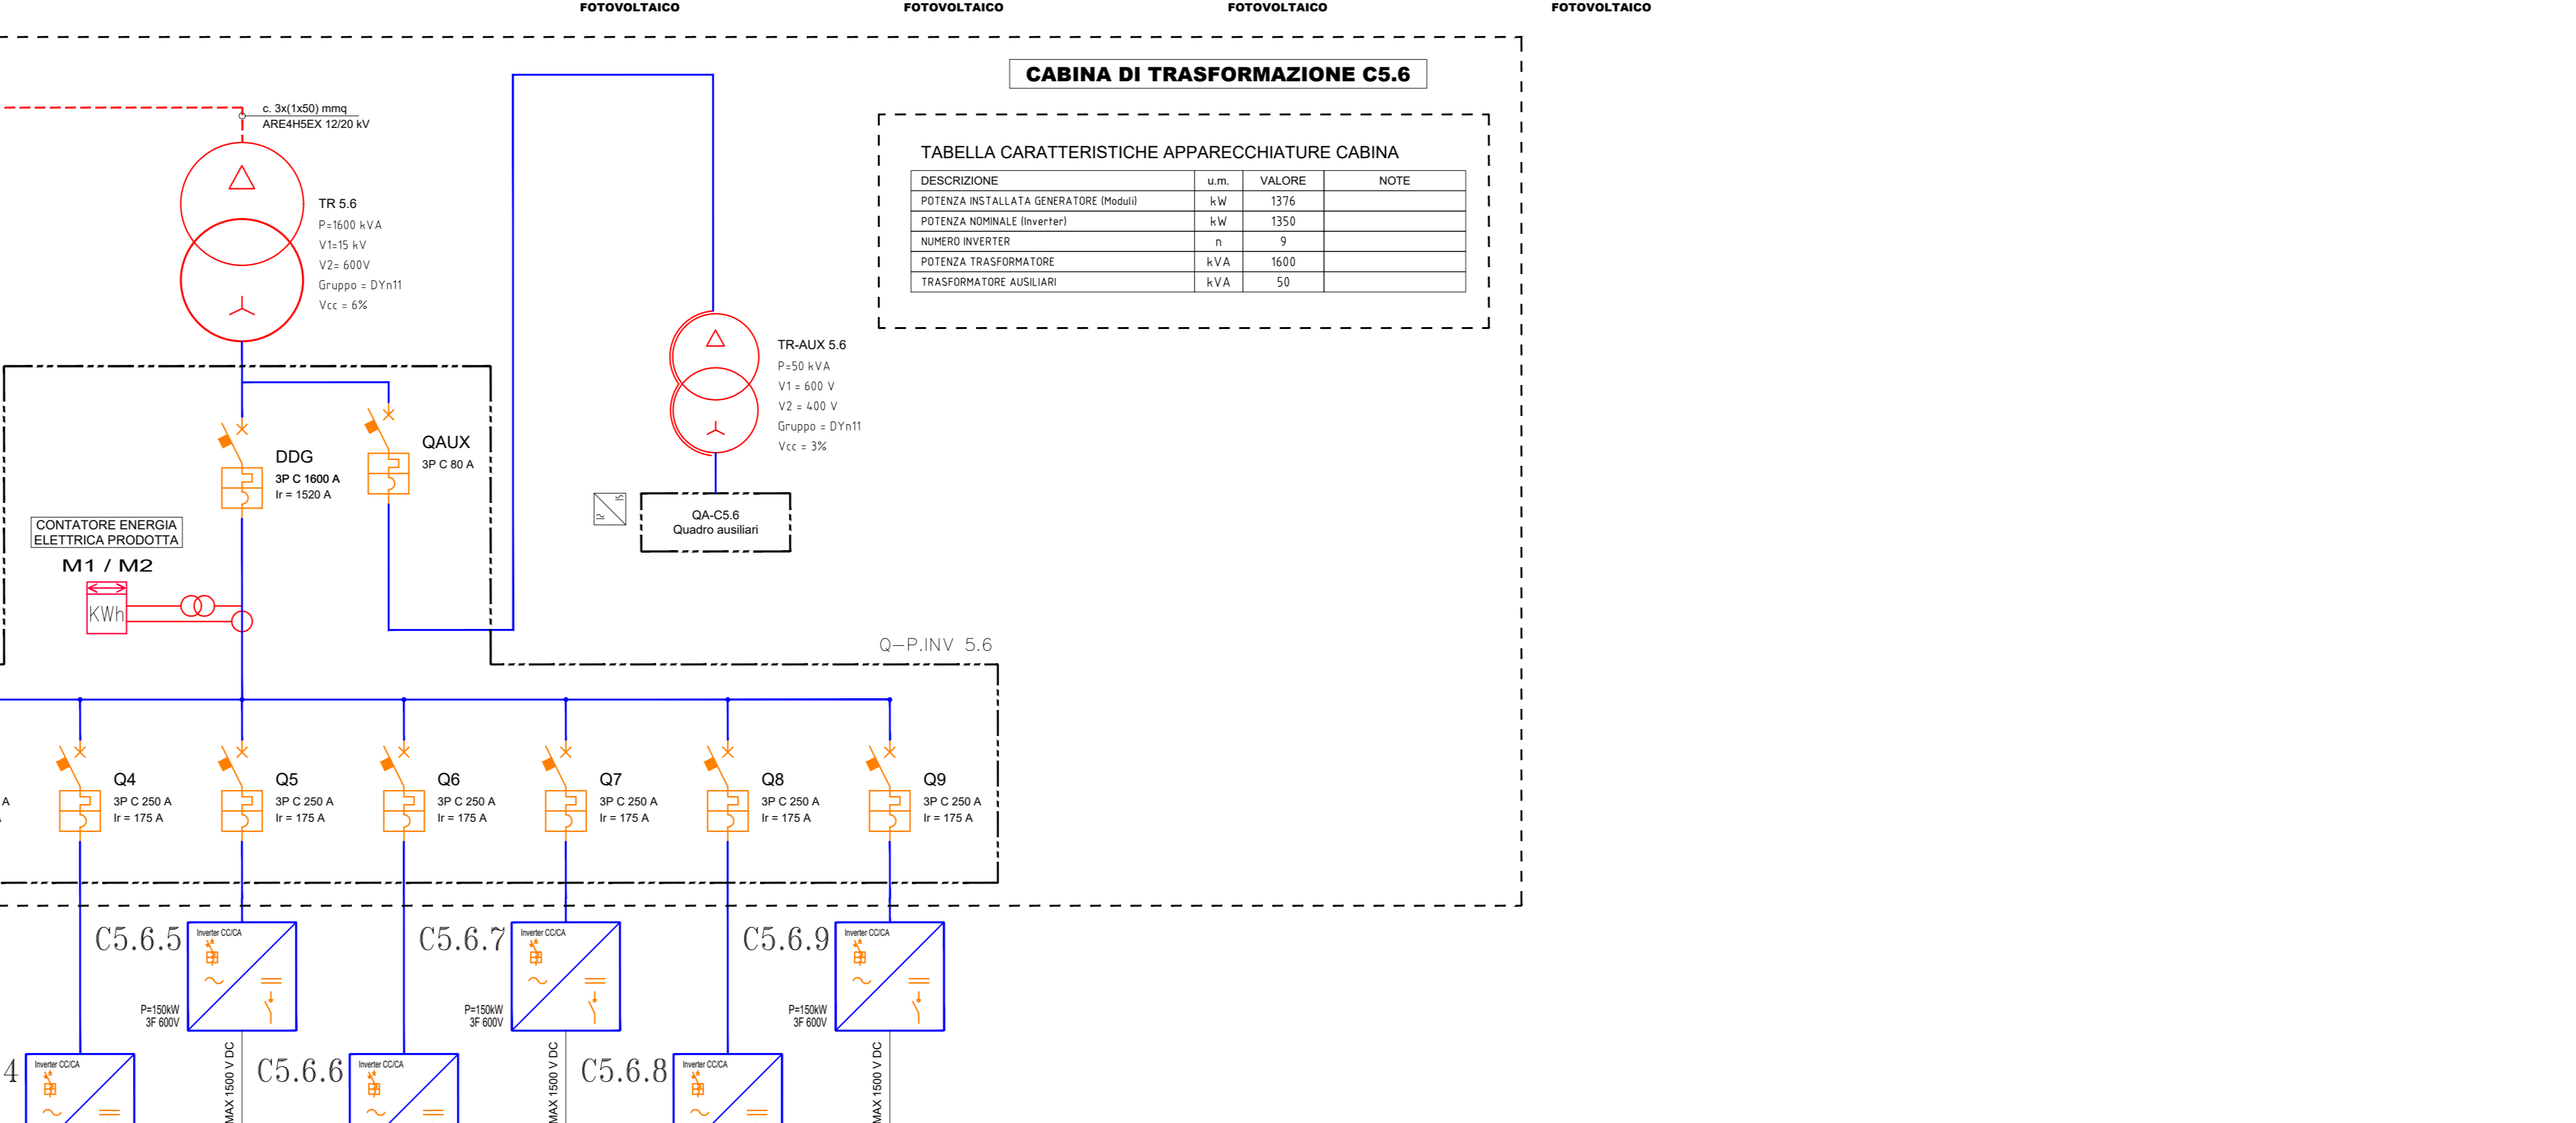 FOTOVOLTAICO FOTOVOLTAICO FOTOVOLTAICO FOTOVOLTAICO
CABINA DI TRASFORMAZIONE C5.6
c. 3x(1x50) mmq
ARE4H5EX 12/20 kV
TABELLA CARATTERISTICHE APPARECCHIATURE CABINA
DESCRIZIONE u.m. VALORE NOTE
POTENZA INSTALLATA GENERATORE (Moduli) kW 1376
POTENZA NOMINALE (Inverter) kW 1350
NUMERO INVERTER n 9
POTENZA TRASFORMATORE kVA 1600
TRASFORMATORE AUSILIARI kVA 50
TR 5.6
P=1600 kVA
V1=15 kV
V2= 600V
Gruppo = DYn11
Vcc = 6%
TR-AUX 5.6
P=50 kVA
V1 = 600 V
V2 = 400 V
Gruppo = DYn11
Vcc = 3%
DDG
3P C 1600 A
Ir = 1520 A
QAUX
3P C 80 A
QA-C5.6
Quadro ausiliari
CONTATORE ENERGIA
ELETTRICA PRODOTTA
M1 / M2
KWh
Q-P.INV 5.6
A
Q4
3P C 250 A
Ir = 175 A
Q5
3P C 250 A
Ir = 175 A
Q6
3P C 250 A
Ir = 175 A
Q7
3P C 250 A
Ir = 175 A
Q8
3P C 250 A
Ir = 175 A
Q9
3P C 250 A
Ir = 175 A
C5.6.5
Inverter CC/CA
P=150kW
3F 600V
C5.6.7
Inverter CC/CA
P=150kW
3F 600V
C5.6.9
Inverter CC/CA
P=150kW
3F 600V
4
Inverter CC/CA
MAX 1500 V DC
C5.6.6
Inverter CC/CA
MAX 1500 V DC
C5.6.8
Inverter CC/CA
MAX 1500 V DC